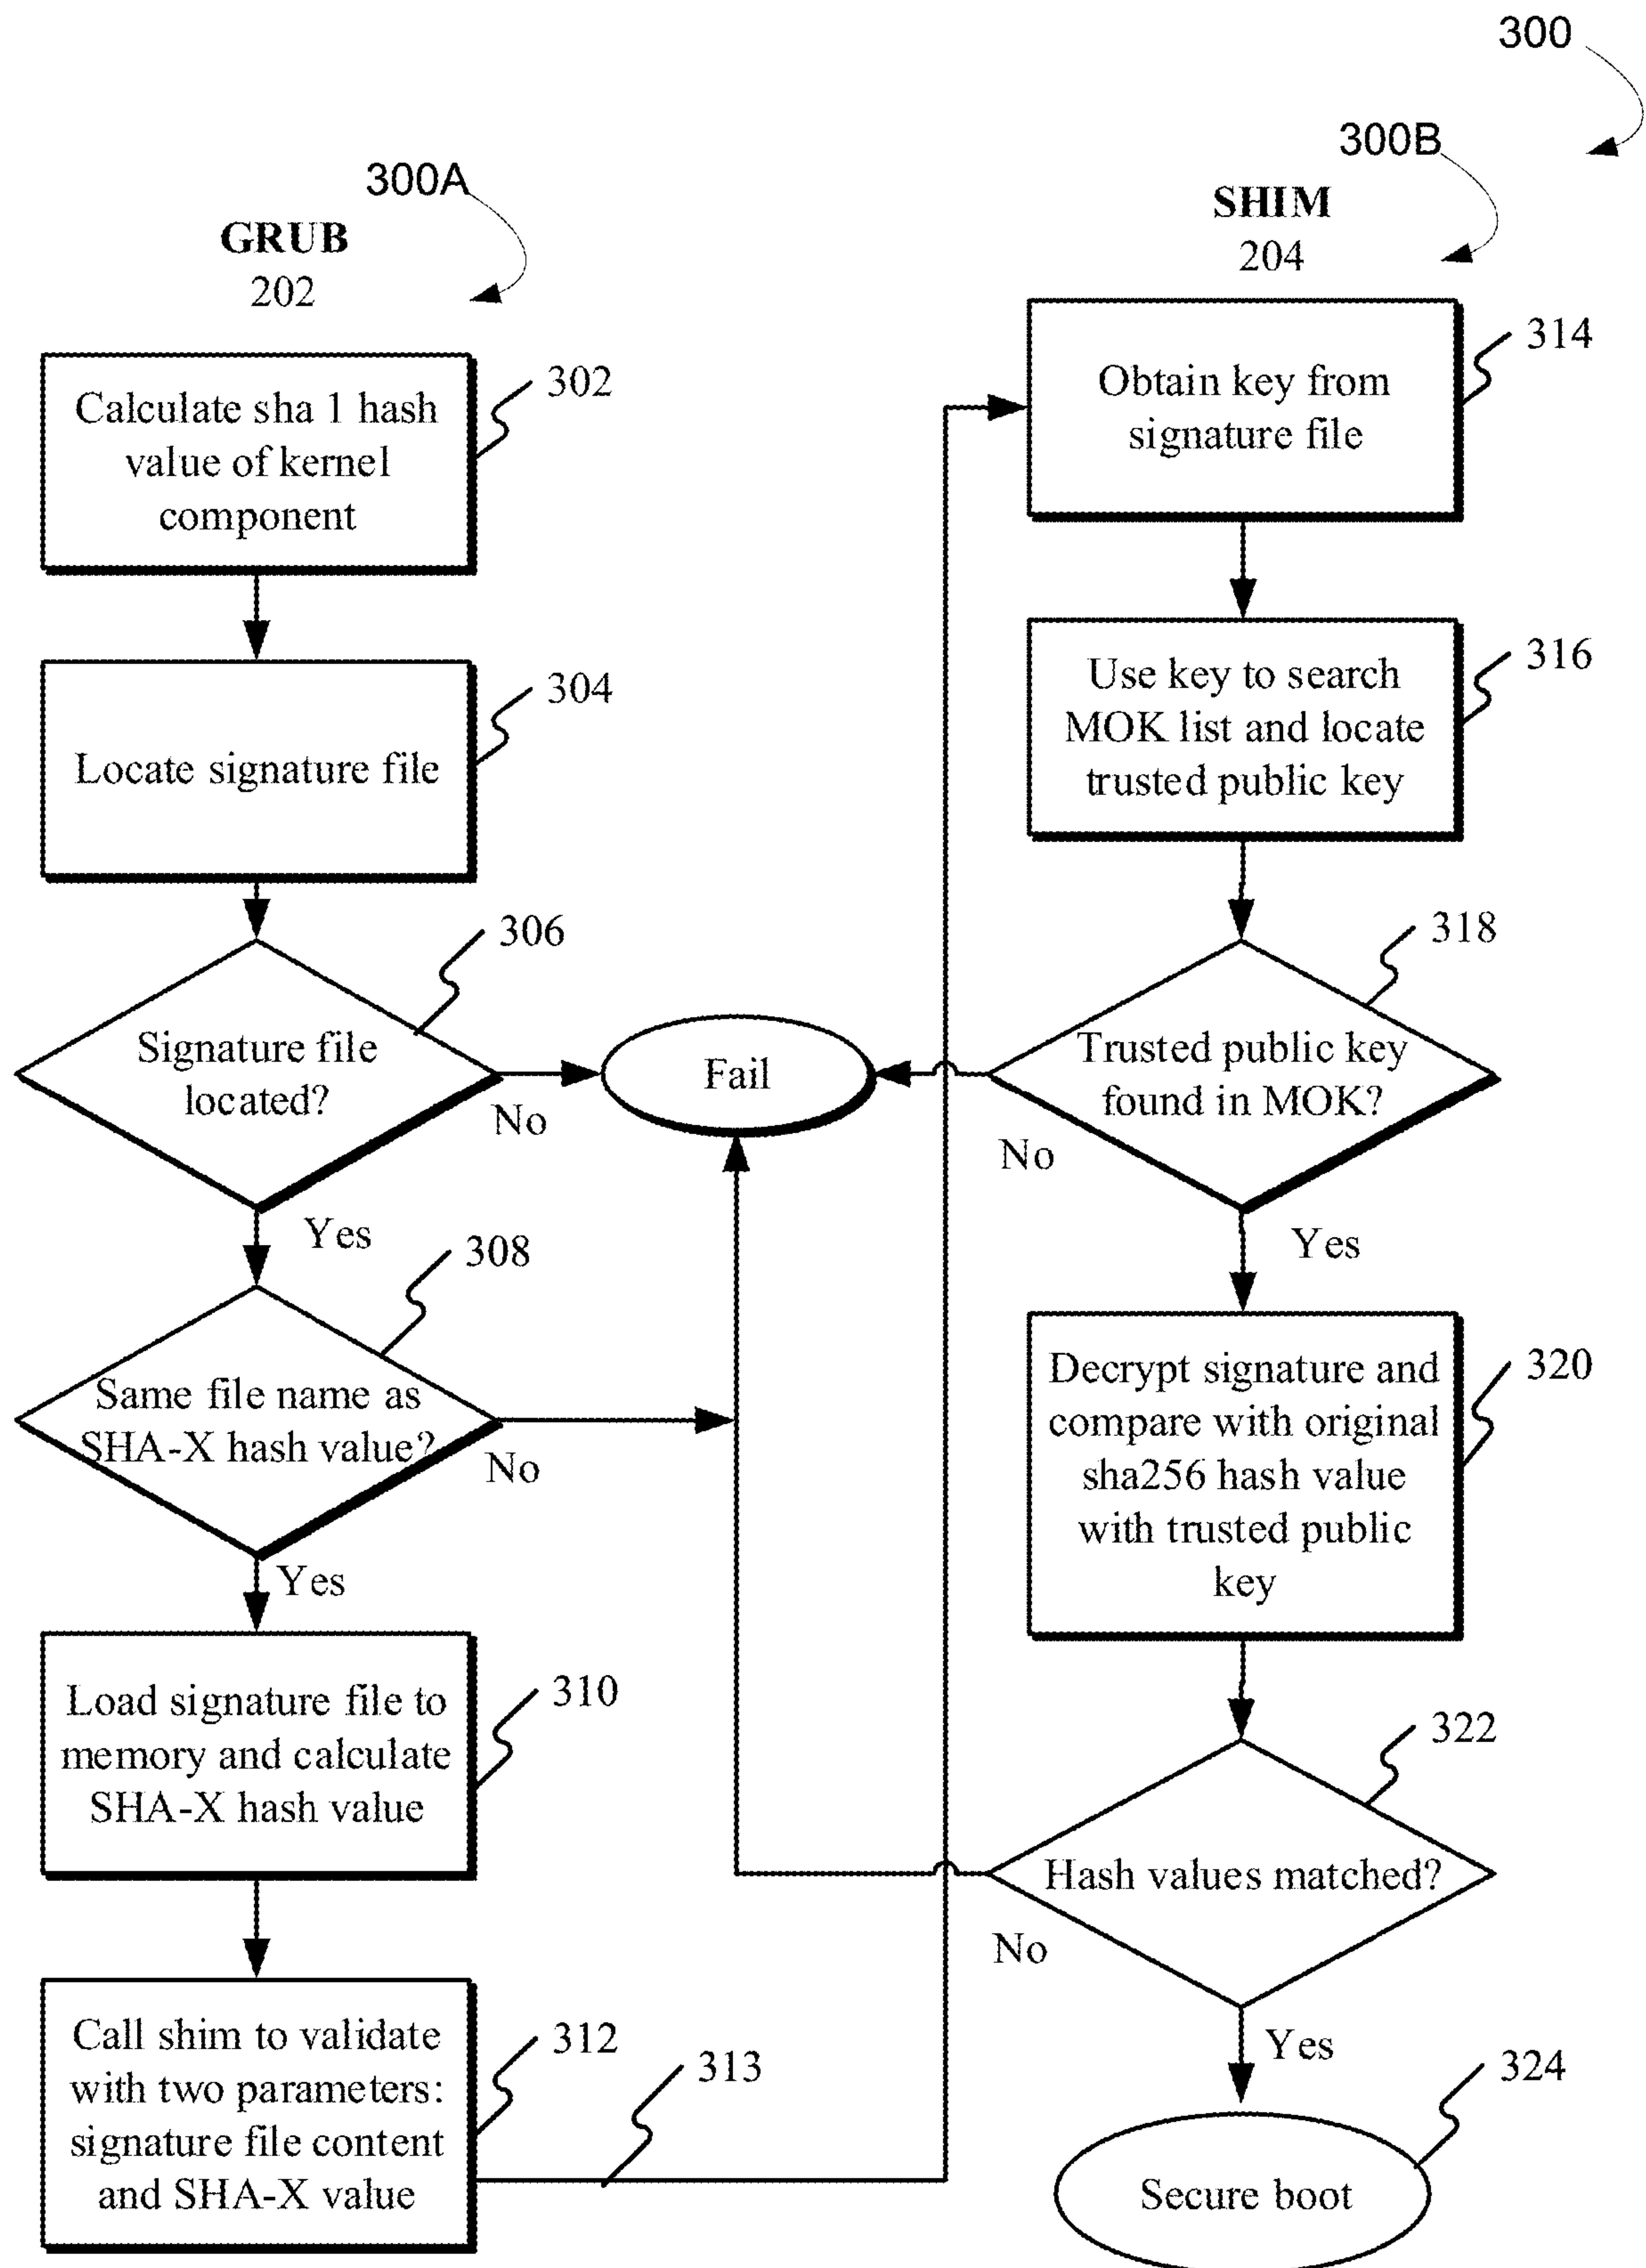 300
300A
GRUB
202
Calculate sha 1 hash
value of kernel
component
302
Locate signature file
304
Signature file
located?
306
No
Yes
Same file name as
SHA-X hash value?
308
No
Yes
Load signature file to
memory and calculate
SHA-X hash value
310
Call shim to validate
with two parameters:
signature file content
and SHA-X value
312
313
Fail
300B
SHIM
204
Obtain key from
signature file
314
Use key to search
MOK list and locate
trusted public key
316
Trusted public key
found in MOK?
318
No
Yes
Decrypt signature and
compare with original
sha256 hash value
with trusted public
key
320
Hash values matched?
322
No
Yes
Secure boot
324